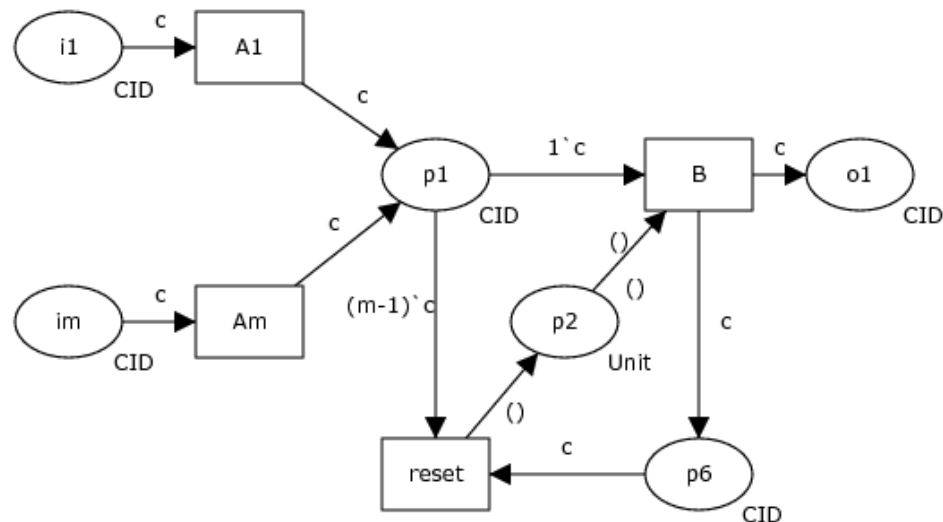 c
i1
A1
CID
c
1`c
c
p1
B
o1
CID
CID
c
()
c
(m-1)`c
()
im
Am
p2
c
CID
Unit
()
c
reset
p6
CID